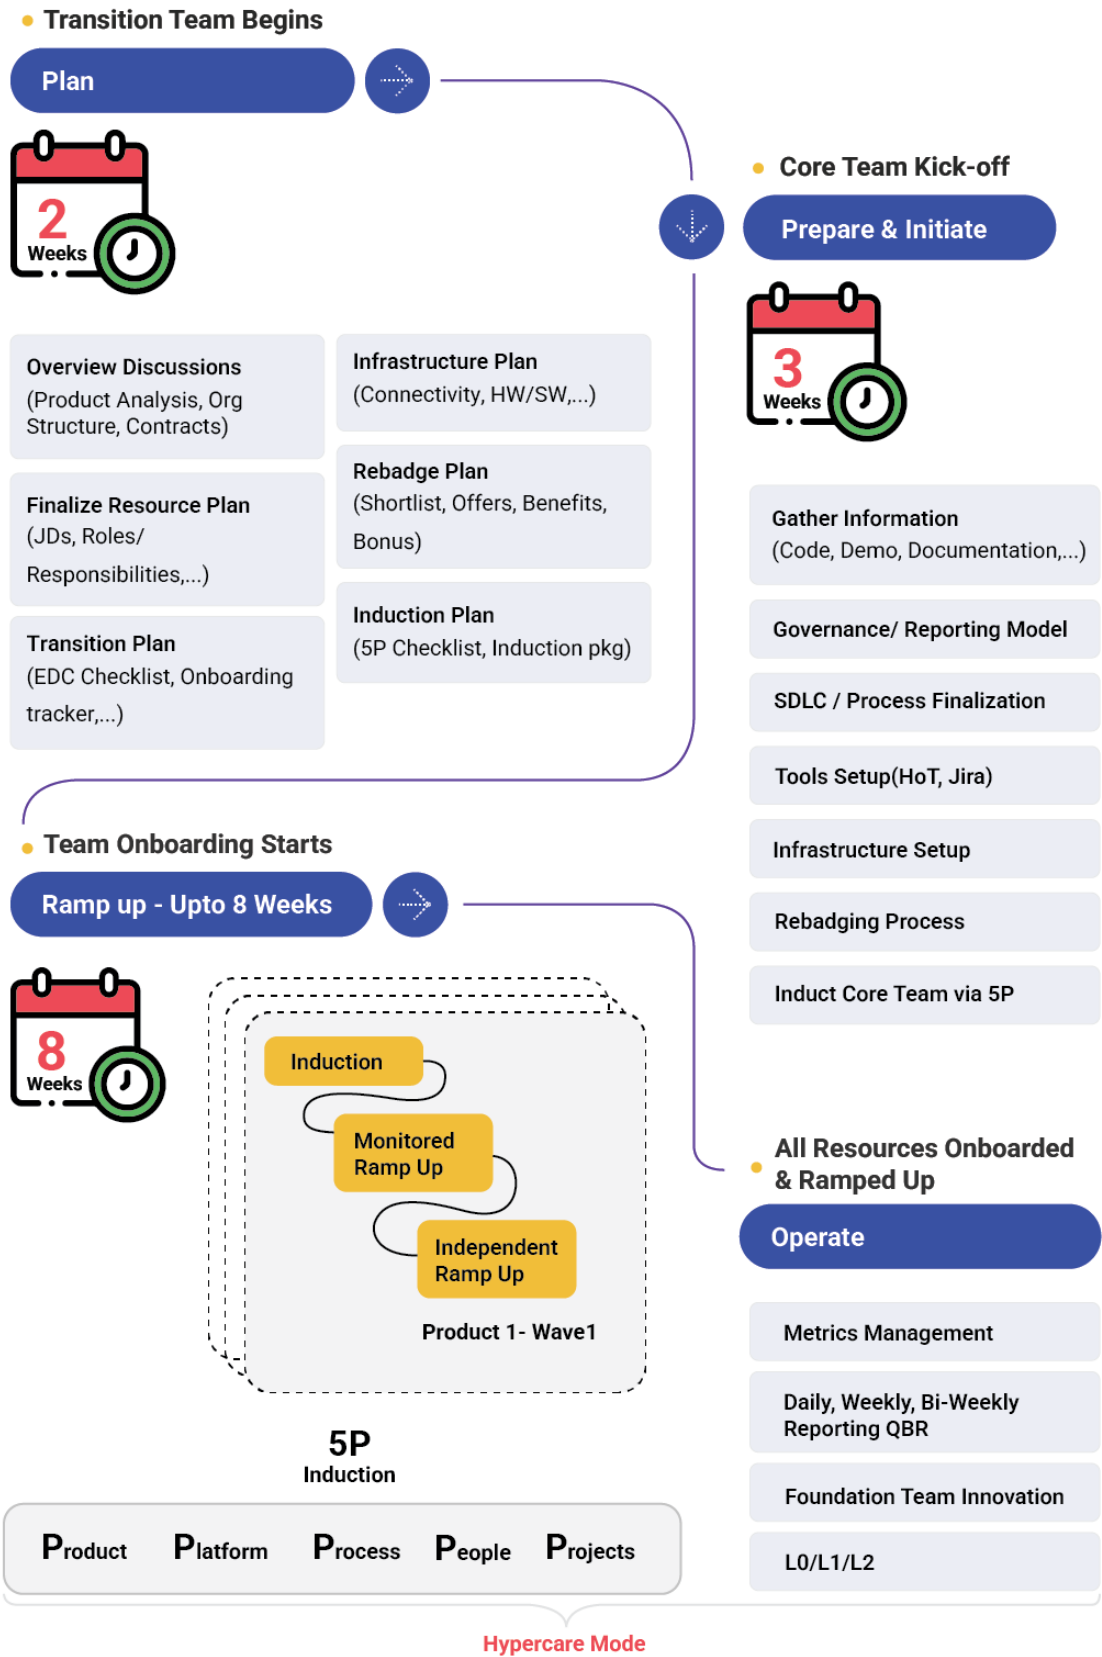 Transition Team Begins
Plan
2
Weeks
Overview Discussions
(Product Analysis, Org
Structure, Contracts)
Finalize Resource Plan
(JDs, Roles/
Responsibilities,...)
Transition Plan
(EDC Checklist, Onboarding
tracker,...)
Infrastructure Plan
(Connectivity, HW/SW,...)
Rebadge Plan
(Shortlist, Offers, Benefits,
Bonus)
Induction Plan
(5P Checklist, Induction pkg)
Core Team Kick-off
Prepare & Initiate
3
Weeks
Gather Information
(Code, Demo, Documentation,...)
Governance/ Reporting Model
SDLC / Process Finalization
Tools Setup(HoT, Jira)
Infrastructure Setup
Rebadging Process
Induct Core Team via 5P
Team Onboarding Starts
Ramp up - Upto 8 Weeks
8
Weeks
Induction
Monitored
Ramp Up
Independent
Ramp Up
Product 1- Wave1
5P
Induction
Product Platform Process People Projects
All Resources Onboarded
& Ramped Up
Operate
Metrics Management
Daily, Weekly, Bi-Weekly
Reporting QBR
Foundation Team Innovation
L0/L1/L2
Hypercare Mode